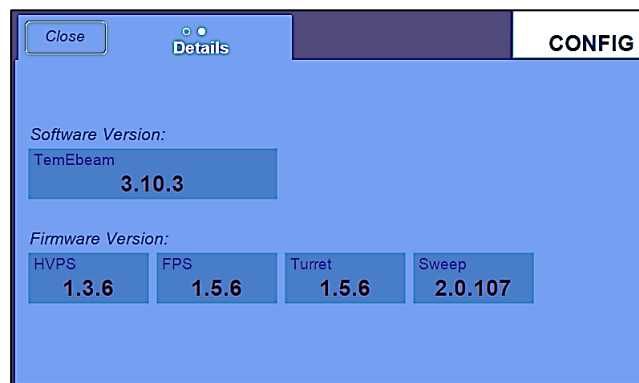 Close
Details
CONFIG
Software Version:
TemEbeam
3.10.3
Firmware Version:
HVPS FPS Turret Sweep
1.3.6 1.5.6 1.5.6 2.0.107